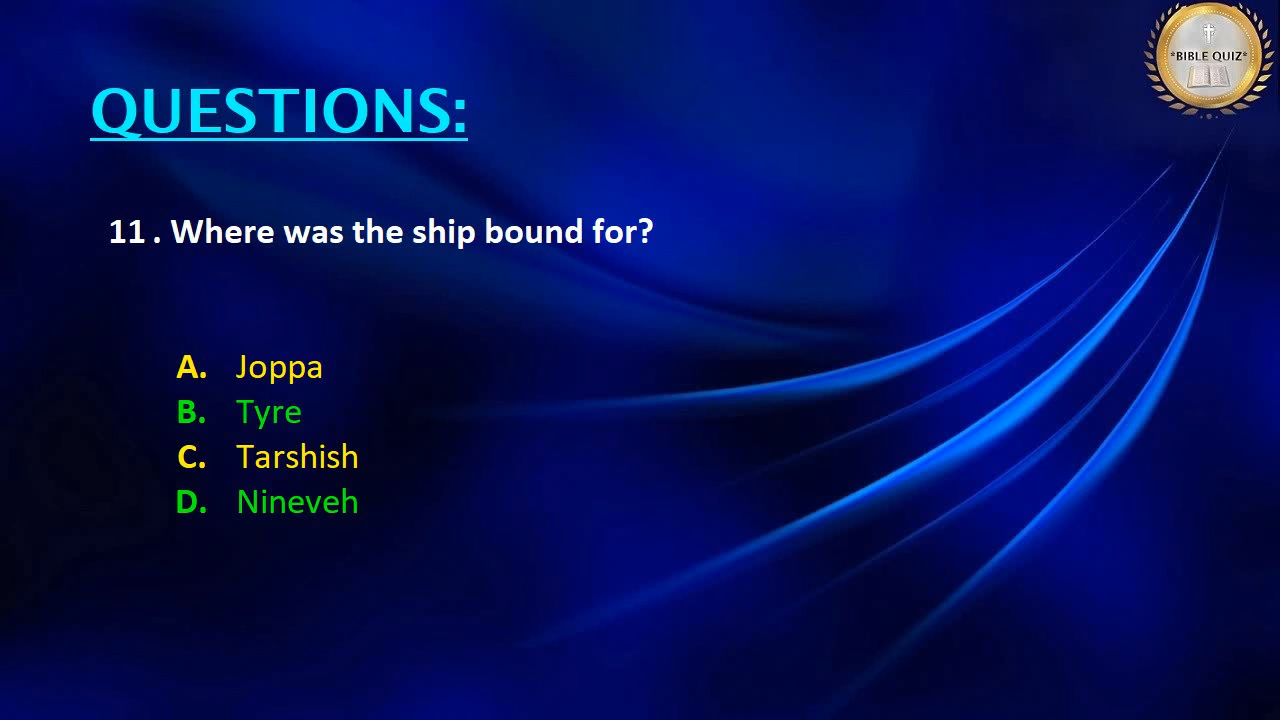 *BIBLE QUIZ*
QUESTIONS:
11 . Where was the ship bound for?
A. Joppa
B. Tyre
C. Tarshish
D. Nineveh